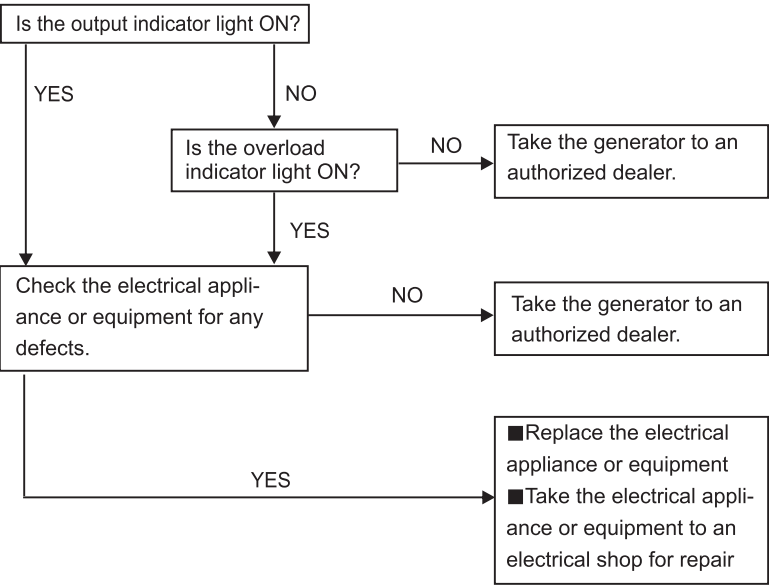 Is the output indicator light ON?
YES
NO
Is the overload
indicator light ON?
NO
Take the generator to an
authorized dealer.
YES
Check the electrical appli-
ance or equipment for any
defects.
NO
Take the generator to an
authorized dealer.
YES
■Replace the electrical
appliance or equipment
■Take the electrical appli-
ance or equipment to an
electrical shop for repair